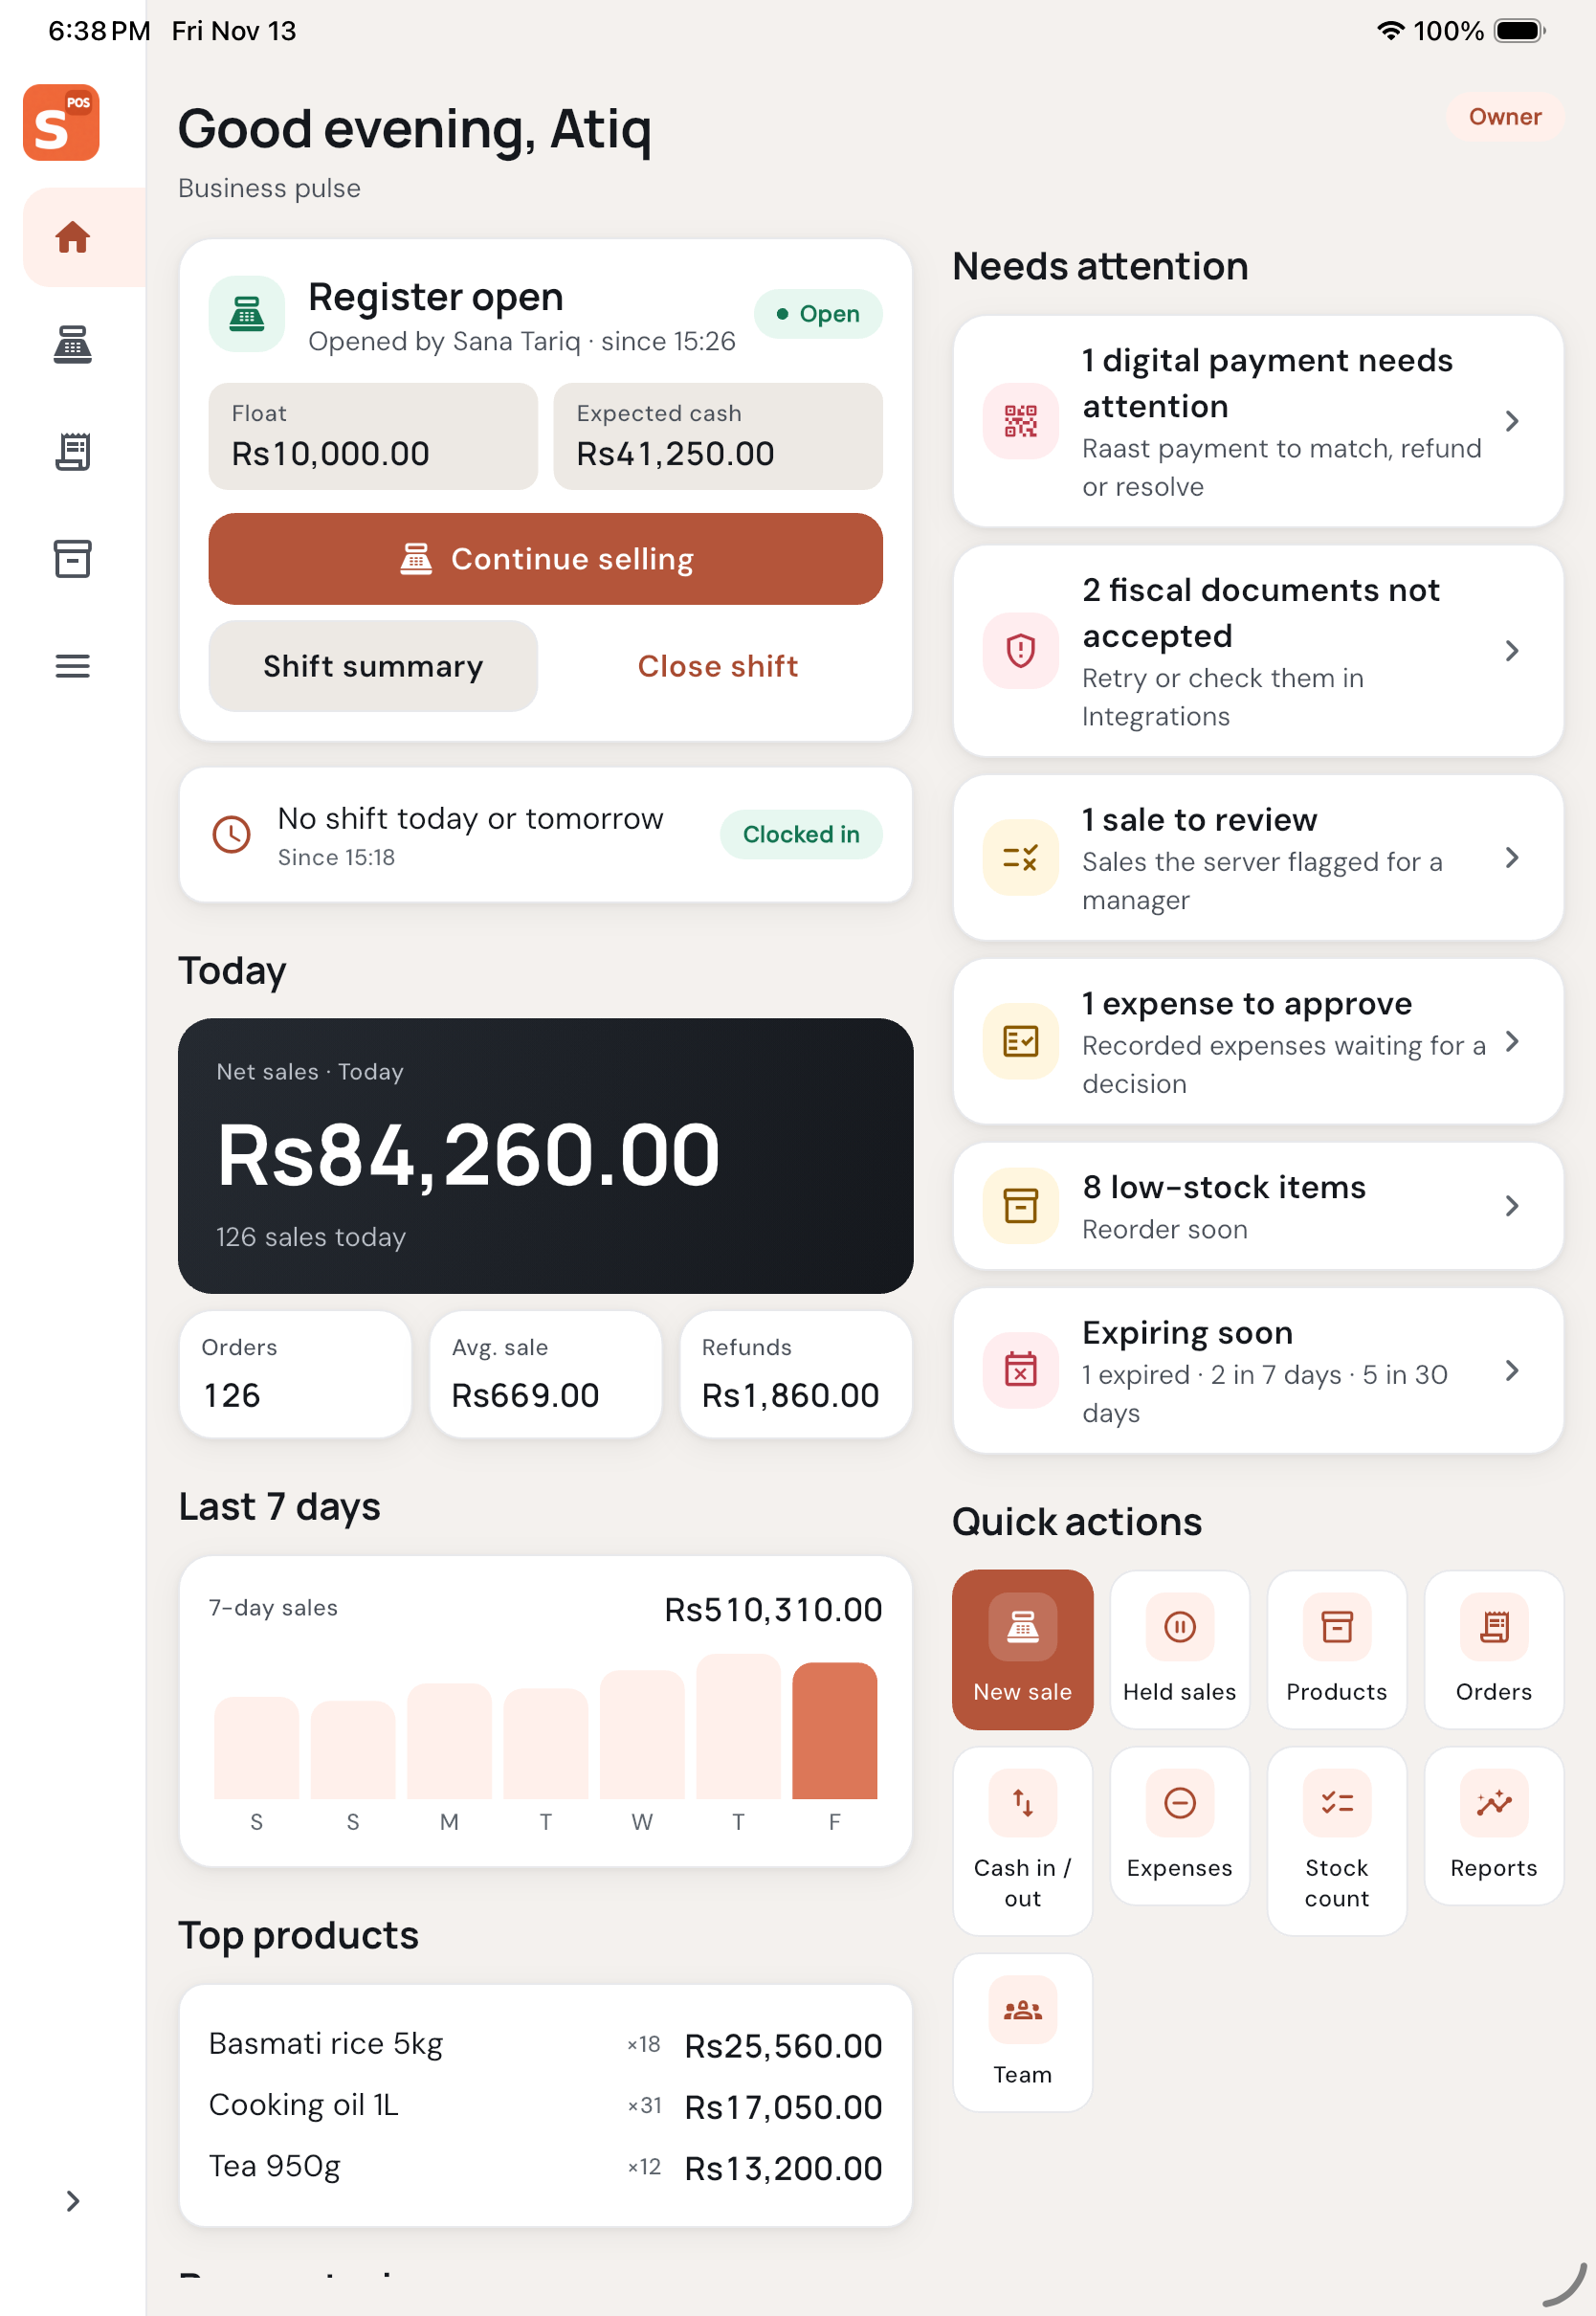 6:38 PM Fri Nov 13
100%
S POS
Good evening, Atiq
Owner
Business pulse
Register open
Opened by Sana Tariq · since 15:26
Open
Float
Rs10,000.00
Expected cash
Rs41,250.00
Continue selling
Shift summary
Close shift
No shift today or tomorrow
Since 15:18
Clocked in
Today
Net sales · Today
Rs84,260.00
126 sales today
Orders
126
Avg. sale
Rs669.00
Refunds
Rs1,860.00
Last 7 days
7-day sales
Rs510,310.00
S S M T W T F
Top products
Basmati rice 5kg ×18 Rs25,560.00
Cooking oil 1L ×31 Rs17,050.00
Tea 950g ×12 Rs13,200.00
Needs attention
1 digital payment needs
attention
Raast payment to match, refund
or resolve
2 fiscal documents not
accepted
Retry or check them in
Integrations
1 sale to review
Sales the server flagged for a
manager
1 expense to approve
Recorded expenses waiting for a
decision
8 low-stock items
Reorder soon
Expiring soon
1 expired · 2 in 7 days · 5 in 30
days
Quick actions
New sale
Held sales
Products
Orders
Cash in /
out
Expenses
Stock
count
Reports
Team